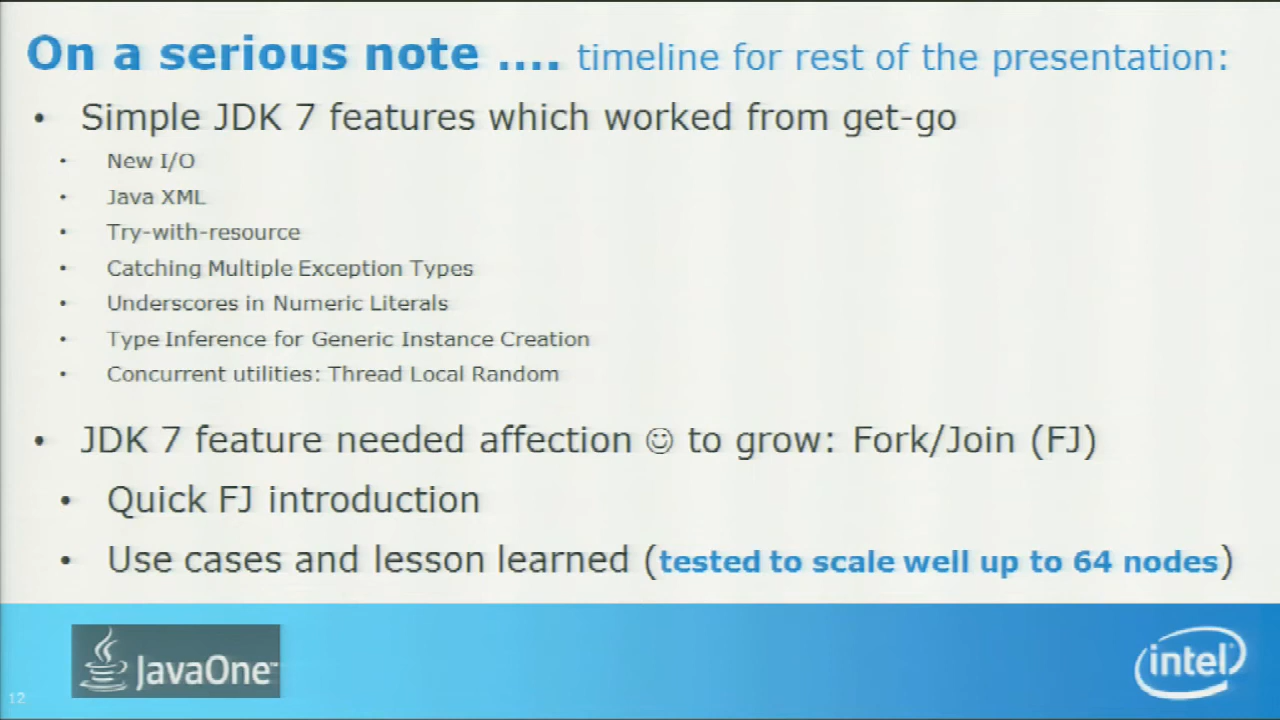 On a serious note .... timeline for rest of the presentation:
• Simple JDK 7 features which worked from get-go
• New I/O
• Java XML
• Try-with-resource
• Catching Multiple Exception Types
• Underscores in Numeric Literals
• Type Inference for Generic Instance Creation
• Concurrent utilities: Thread Local Random
• JDK 7 feature needed affection ☺ to grow: Fork/Join (FJ)
• Quick FJ introduction
• Use cases and lesson learned (tested to scale well up to 64 nodes)
JavaOne™
intel
12